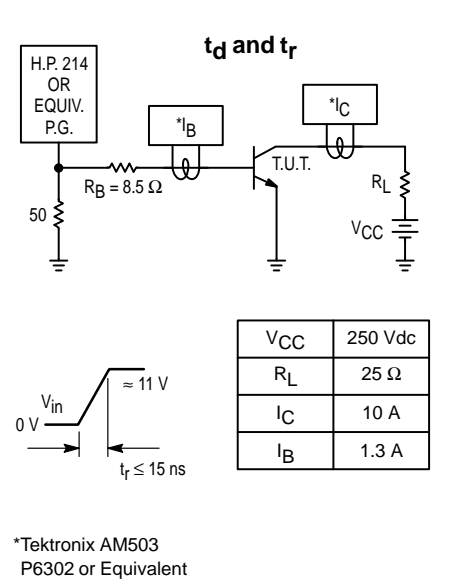 td and tr
H.P. 214
OR
EQUIV.
P.G.
*IB
*IC
T.U.T.
RB = 8.5 Ω
50
RL
VCC
Vin
0 V
≈ 11 V
tr ≤ 15 ns
VCC 250 Vdc
RL 25 Ω
IC 10 A
IB 1.3 A
*Tektronix AM503
P6302 or Equivalent